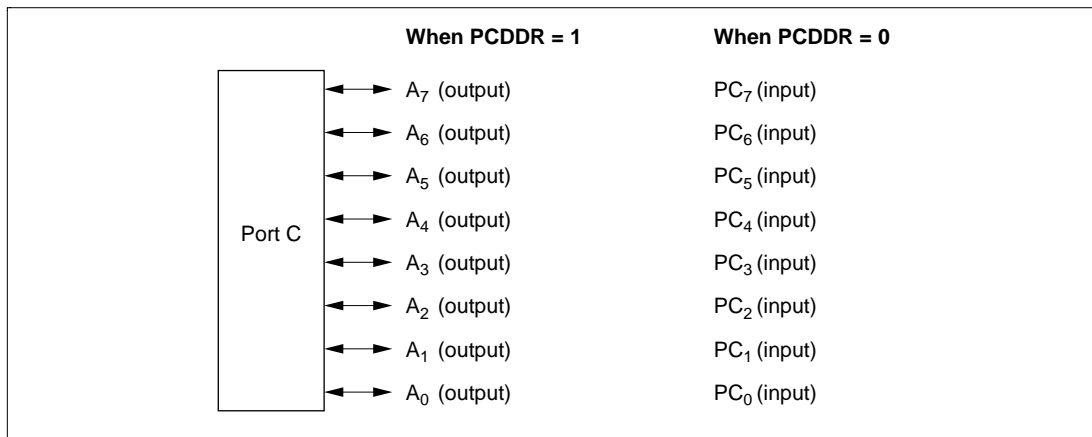 When PCDDR = 1 When PCDDR = 0
A7 (output) PC7 (input)
A6 (output) PC6 (input)
A5 (output) PC5 (input)
A4 (output) PC4 (input)
Port C
A3 (output) PC3 (input)
A2 (output) PC2 (input)
A1 (output) PC1 (input)
A0 (output) PC0 (input)